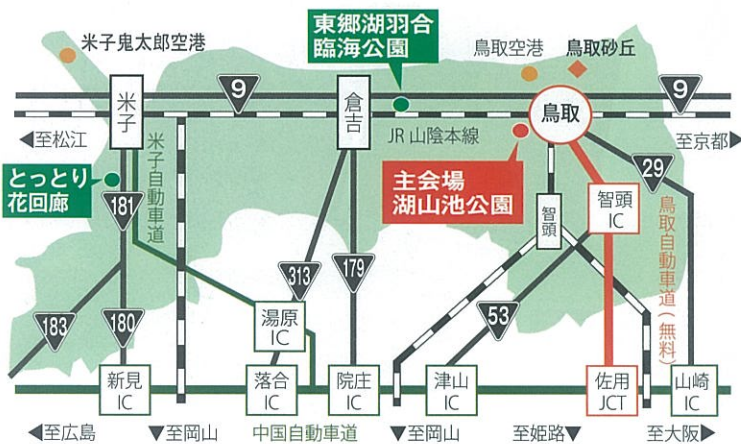 米子鬼太郎空港
東郷湖羽合
臨海公園
鳥取空港
鳥取砂丘
9
9
米子
倉吉
鳥取
◀至松江
JR 山陰本線
至京都▶
米子自動車道
とっとり
花回廊
主会場
湖山池公園
29
181
智頭
智頭
IC
鳥取自動車道(無料)
313
179
183
180
53
湯原
IC
新見
IC
落合
IC
院庄
IC
津山
IC
佐用
JCT
山崎
IC
◀至広島
▼至岡山
中国自動車道
▼至岡山
至姫路▼
至大阪▶